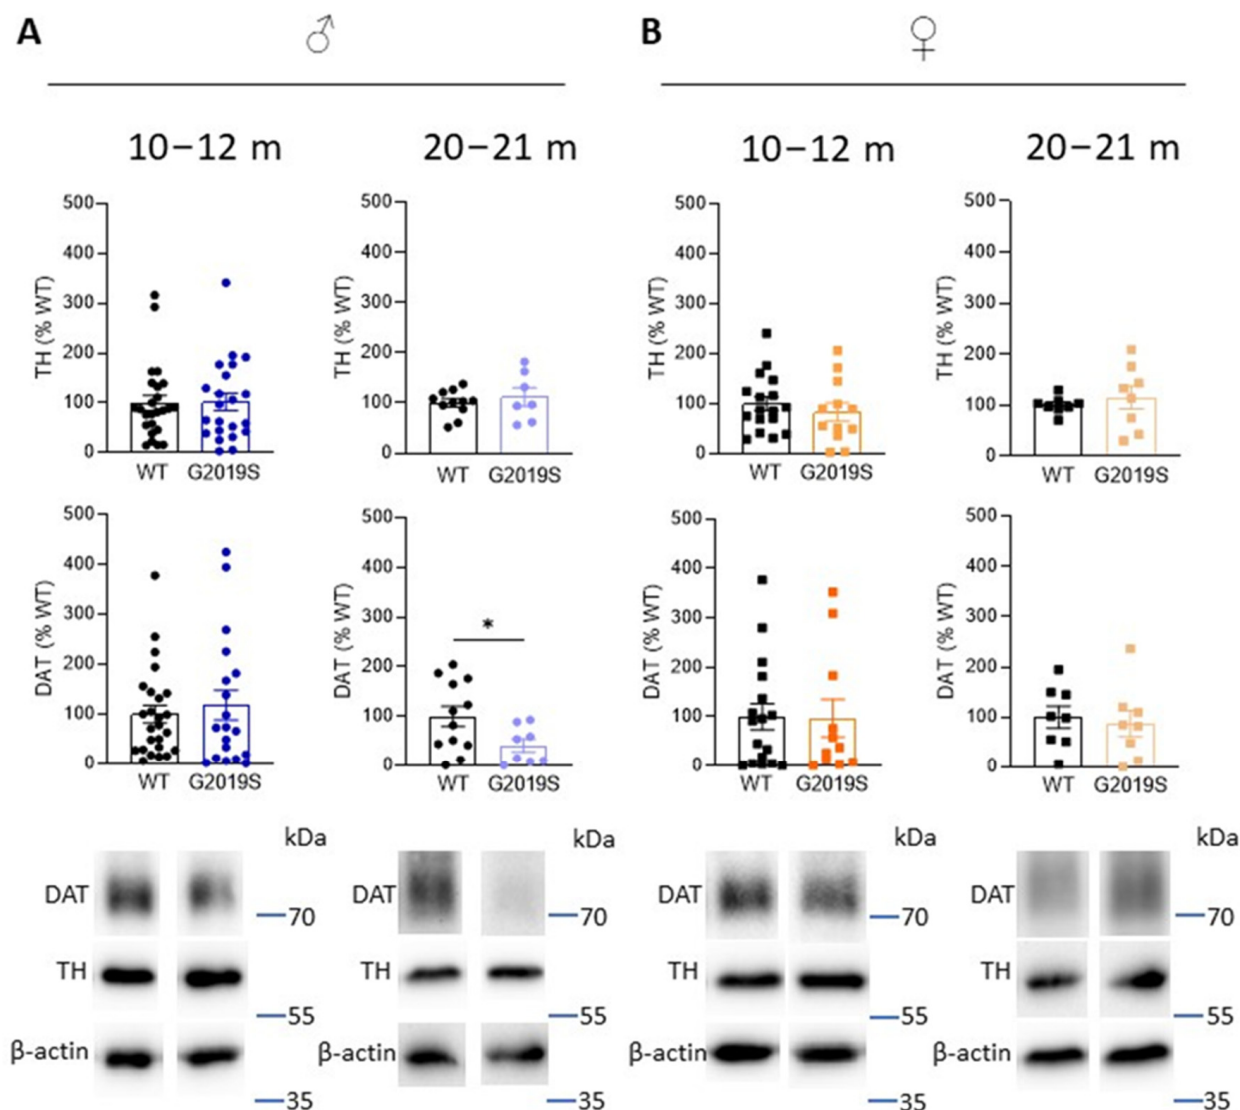 A ♂ B ♀
10–12 m 20–21 m 10–12 m 20–21 m
TH (% WT) TH (% WT) TH (% WT) TH (% WT)
500 500 500 500
400 400 400 400
300 300 300 300
200 200 200 200
100 100 100 100
0 0 0 0
WT G2019S WT G2019S WT G2019S WT G2019S
DAT (% WT) DAT (% WT) DAT (% WT) DAT (% WT)
500 500 500 500
400 400 400 400
300 300 300 300
*
200 200 200 200
100 100 100 100
0 0 0 0
WT G2019S WT G2019S WT G2019S WT G2019S
kDa kDa kDa kDa
DAT DAT DAT DAT
70 70 70 70
TH TH TH TH
55 55 55 55
β-actin β-actin β-actin β-actin
35 35 35 35